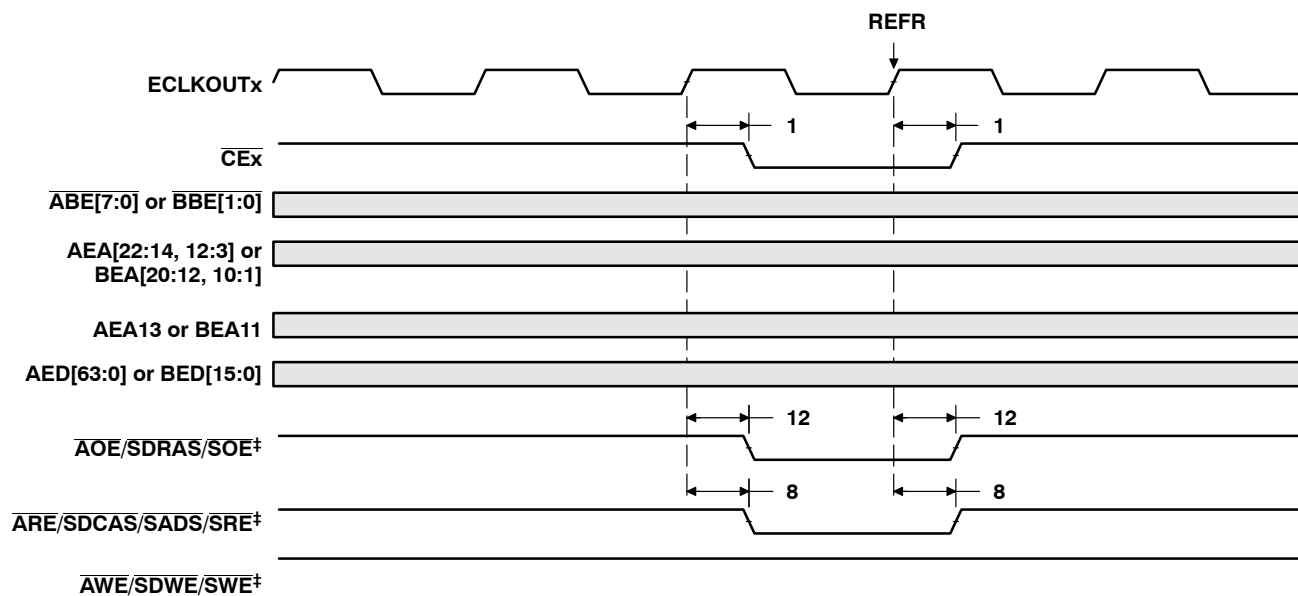 REFR
ECLKOUTx
1 1
CEx
ABE[7:0] or BBE[1:0]
AEA[22:14, 12:3] or
BEA[20:12, 10:1]
AEA13 or BEA11
AED[63:0] or BED[15:0]
12 12
AOE/SDRAS/SOE‡
8 8
ARE/SDCAS/SADS/SRE‡
AWE/SDWE/SWE‡